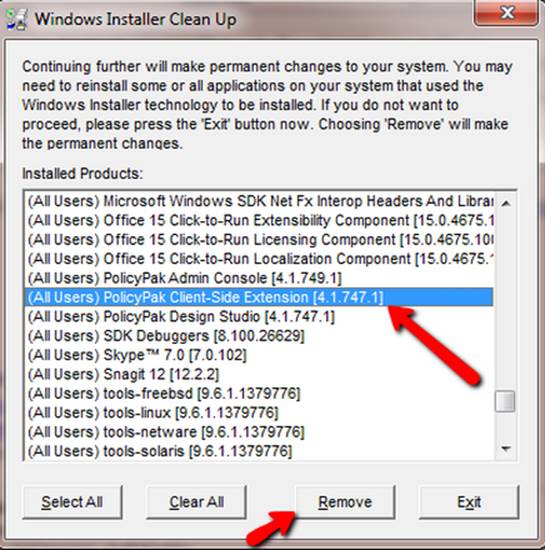 Windows Installer Clean Up
Continuing further will make permanent changes to your system. You may
need to reinstall some or all applications on your system that used the
Windows Installer technology to be installed. If you do not want to
proceed, please press the 'Exit' button now. Choosing 'Remove' will make
the permanent changes.
Installed Products:
(All Users) Microsoft Windows SDK Net Fx Interop Headers And
(All Users) Office 15 Click-to-Run Extensibility Component [15.0.4675.1
(All Users) Office 15 Click-to-Run Licensing Component [15.0.4675.100
(All Users) Office 15 Click-to-Run Localization Component [15.0.4675.
(All Users) PolicyPak Admin Console [4.1.749.1]
(All Users) PolicyPak Client-Side Extension [4.1.747.1]
(All Users) PolicyPak Design Studio [4.1.747.1]
(All Users) SDK Debuggers [8.100.26629]
(All Users) Skype™ 7.0 [7.0.102]
(All Users) Snagit 12 [12.2.2]
(All Users) tools-freebsd [9.6.1.1379776]
(All Users) tools-linux [9.6.1.1379776]
(All Users) tools-netware [9.6.1.1379776]
(All Users) tools-solaris [9.6.1.1379776]
Select All Clear All Remove Exit